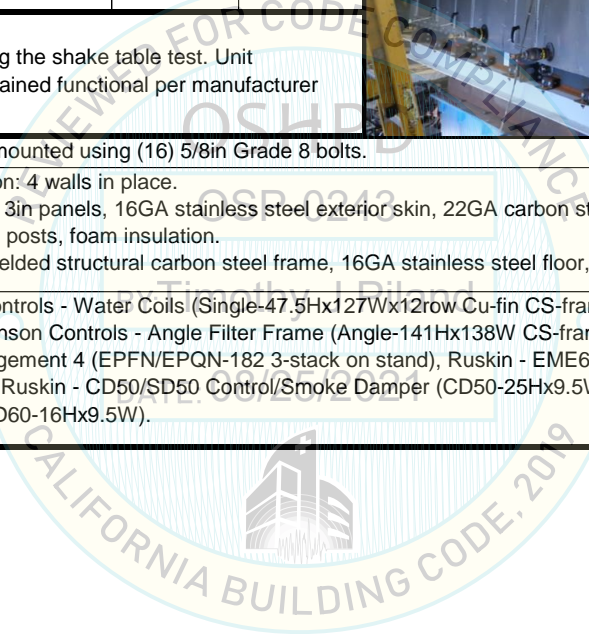 g the shake table test. Unit
ained functional per manufacturer
mounted using (16) 5/8in Grade 8 bolts.
on: 4 walls in place.
3in panels, 16GA stainless steel exterior skin, 22GA carbon st
posts, foam insulation.
elded structural carbon steel frame, 16GA stainless steel floor,
ontrols - Water Coils (Single-47.5Hx127Wx12row Cu-fin CS-fram
nson Controls - Angle Filter Frame (Angle-141Hx138W CS-fram
gement 4 (EPFN/EPQN-182 3-stack on stand), Ruskin - EME6
Ruskin - CD50/SD50 Control/Smoke Damper (CD50-25Hx9.5W
D60-16Hx9.5W).
REVIEWED FOR CODE COMPLIANCE
OSHPD
OSP-0243
BY: Timothy J Piland
DATE: 08/25/2021
CALIFORNIA BUILDING CODE, 2019